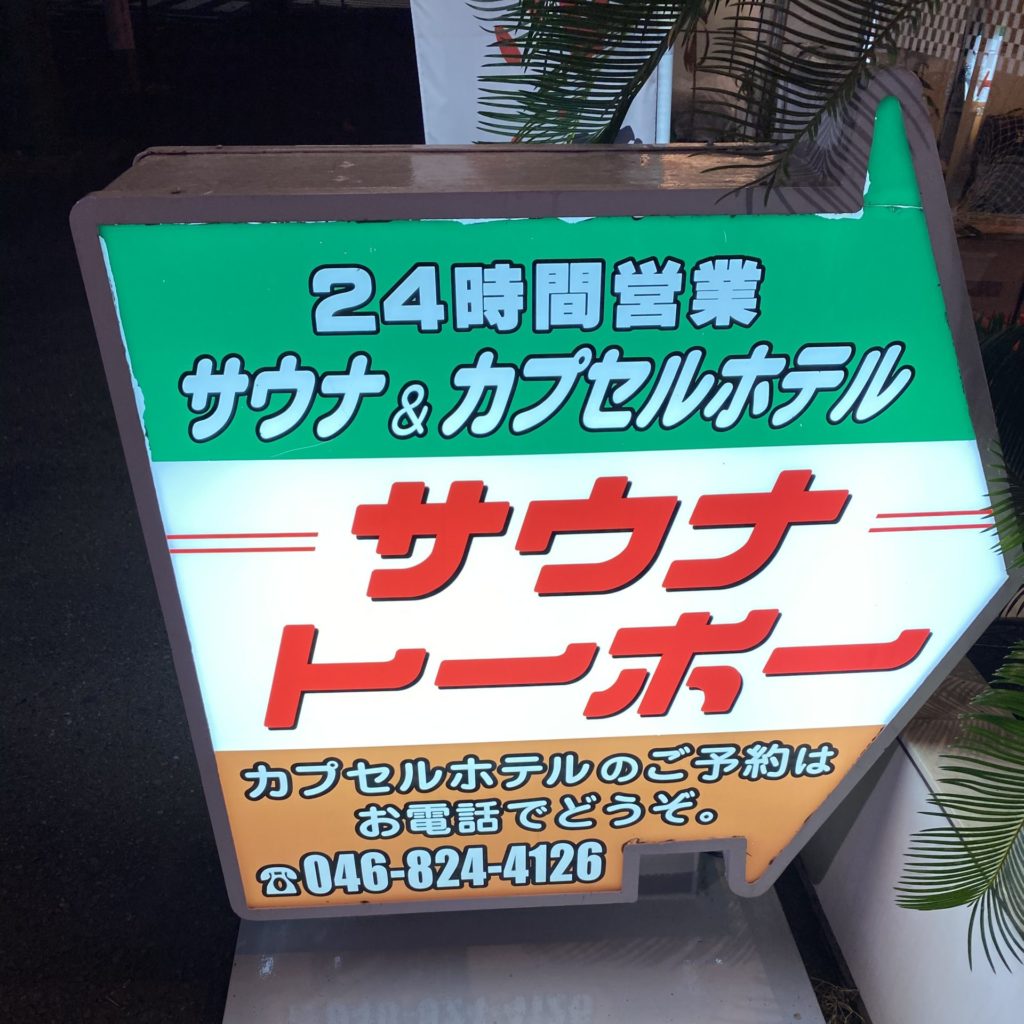 24時間営業
サウナ&カプセルホテル
サウナ
トーホー
カプセルホテルのご予約は
お電話でどうぞ。
☎046-824-4126